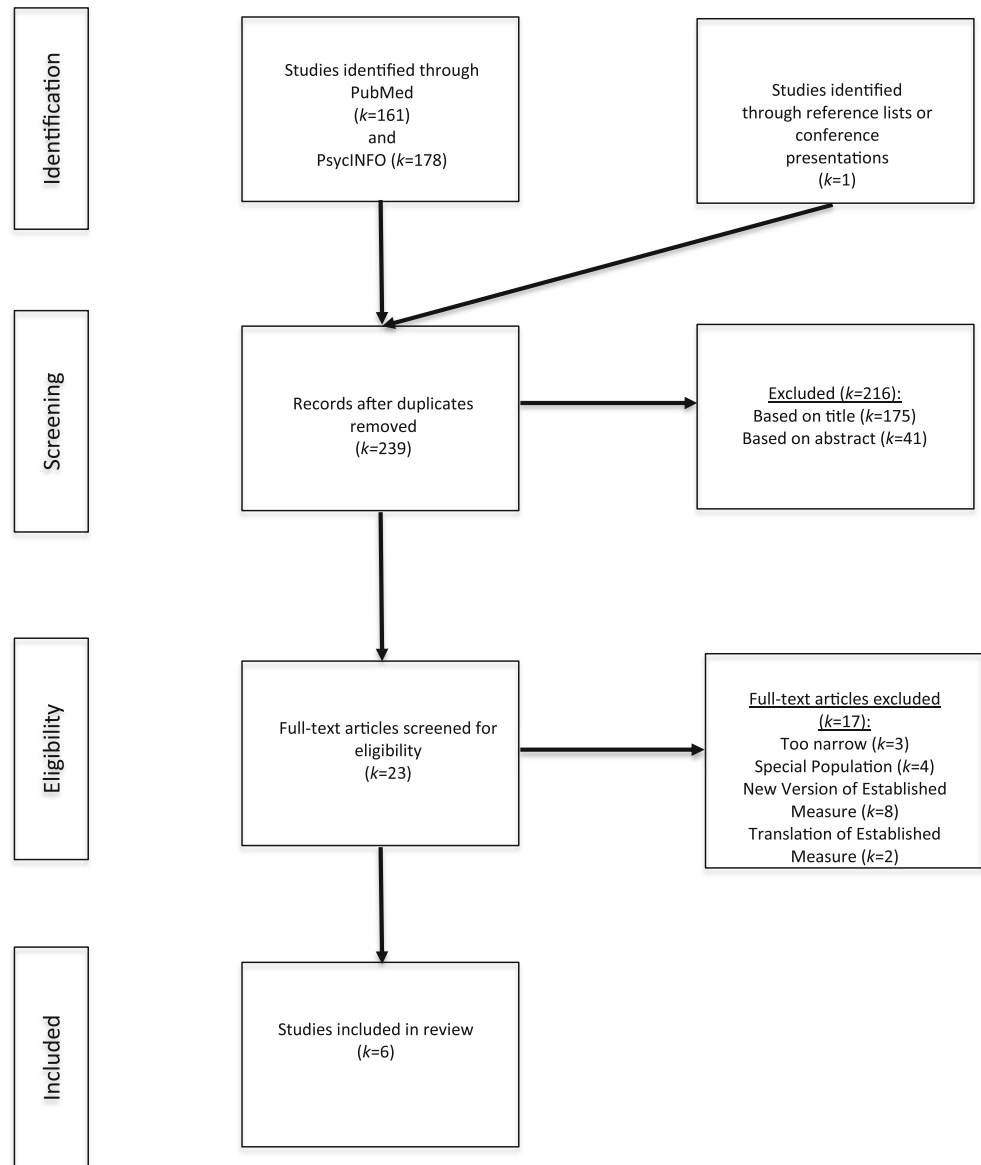 Identification
Studies identified through
PubMed
(k=161)
and
PsycINFO (k=178)
Studies identified
through reference lists or
conference
presentations
(k=1)
Screening
Records after duplicates
removed
(k=239)
Excluded (k=216):
Based on title (k=175)
Based on abstract (k=41)
Eligibility
Full-text articles screened for
eligibility
(k=23)
Full-text articles excluded
(k=17):
Too narrow (k=3)
Special Population (k=4)
New Version of Established
Measure (k=8)
Translation of Established
Measure (k=2)
Included
Studies included in review
(k=6)